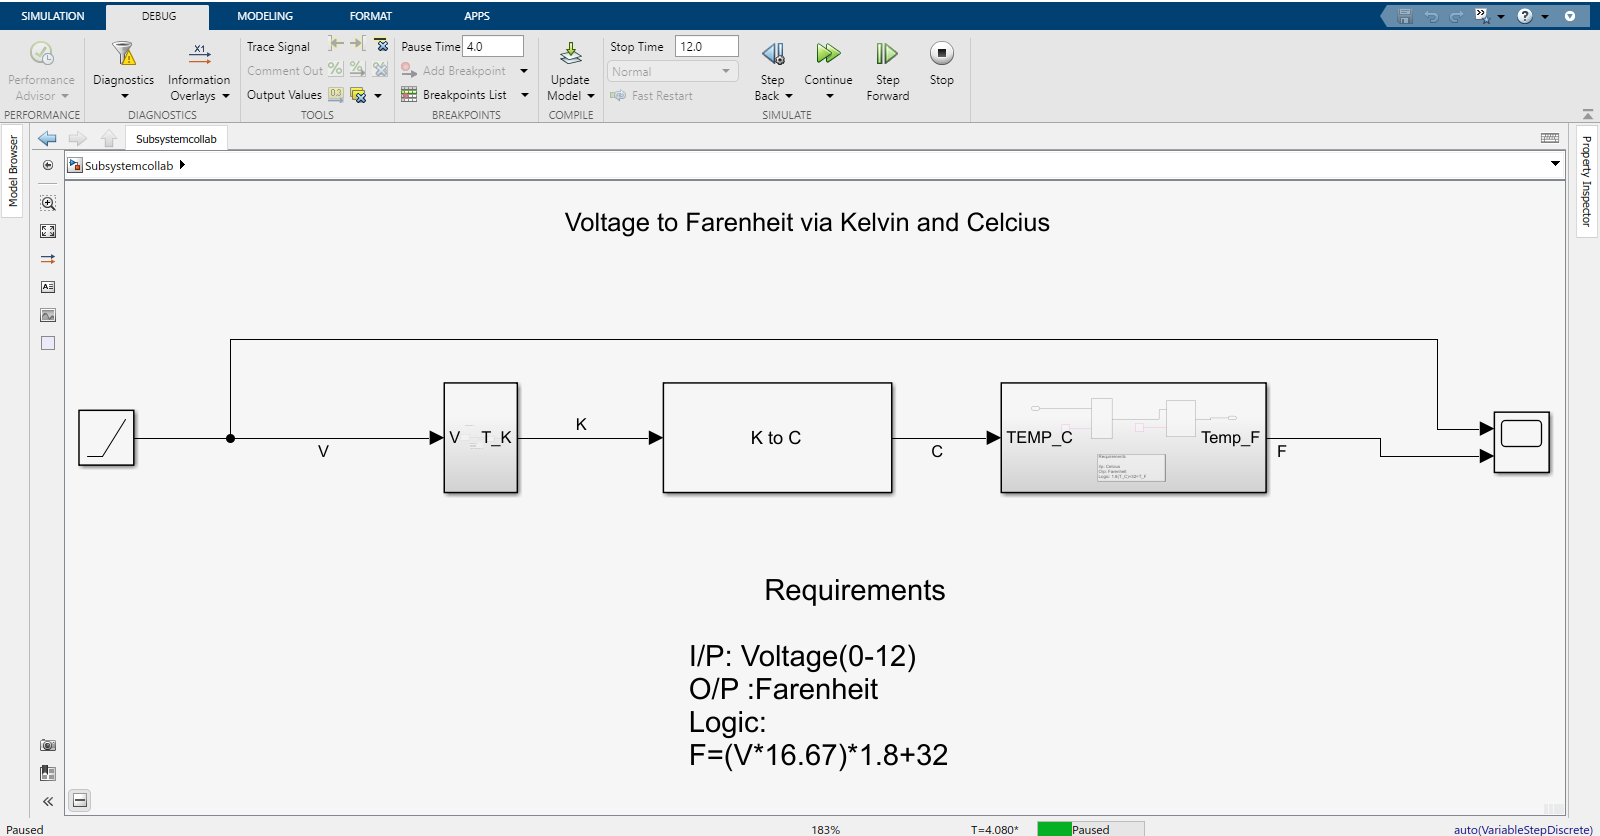 SIMULATION DEBUG MODELING FORMAT APPS
Performance Advisor
Diagnostics
Information Overlays
Trace Signal
Comment Out
Output Values
Pause Time 4.0
Add Breakpoint
Breakpoints List
Update Model
Stop Time 12.0
Normal
Fast Restart
Step Back
Continue
Step Forward
Stop
PERFORMANCE DIAGNOSTICS TOOLS BREAKPOINTS COMPILE SIMULATE
Model Browser
Subsystemcollab
Property Inspector
Subsystemcollab
Voltage to Farenheit via Kelvin and Celcius
V
V T_K
K
K to C
C
TEMP_C Temp_F
F
Requirements
I/P: Voltage(0-12)
O/P :Farenheit
Logic:
F=(V*16.67)*1.8+32
Paused 183% T=4.080* Paused auto(VariableStepDiscrete)